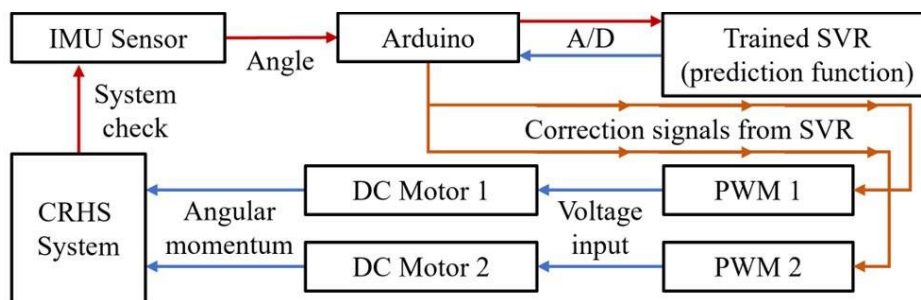 IMU Sensor
Angle
Arduino
A/D
Trained SVR
(prediction function)
System
check
Correction signals from SVR
CRHS
System
Angular
momentum
DC Motor 1
DC Motor 2
Voltage
input
PWM 1
PWM 2